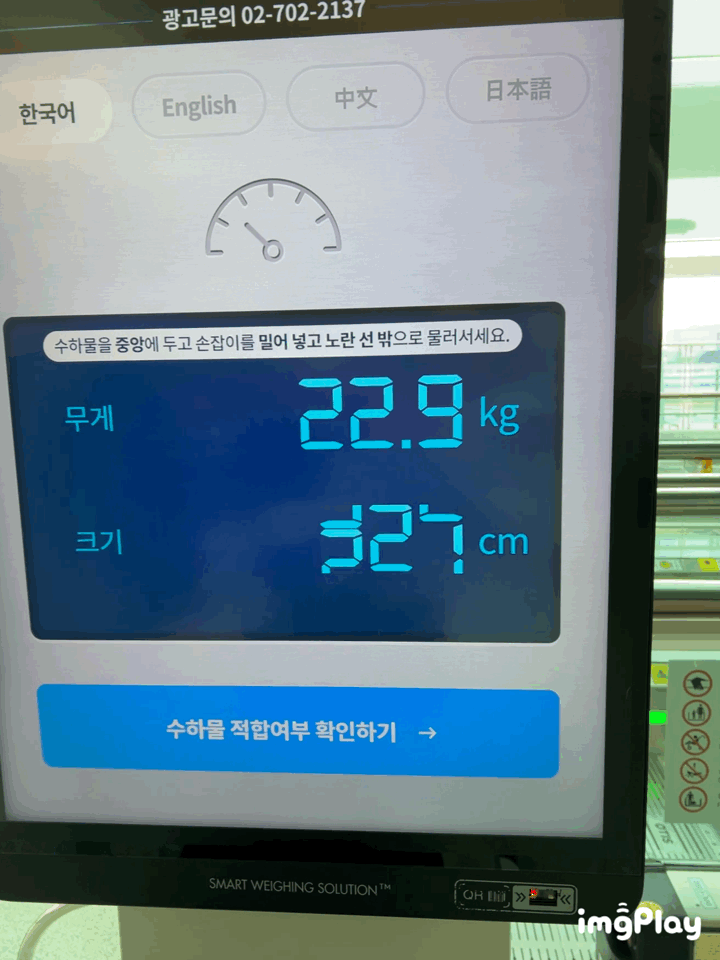 광고문의 02-702-2137
한국어 English 中文 日本語
수하물을 중앙에 두고 손잡이를 밀어 넣고 노란 선 밖으로 물러서세요.
무게 22.9 kg
크기 cm
수하물 적합여부 확인하기 →
SMART WEIGHING SOLUTION™
imgPlay